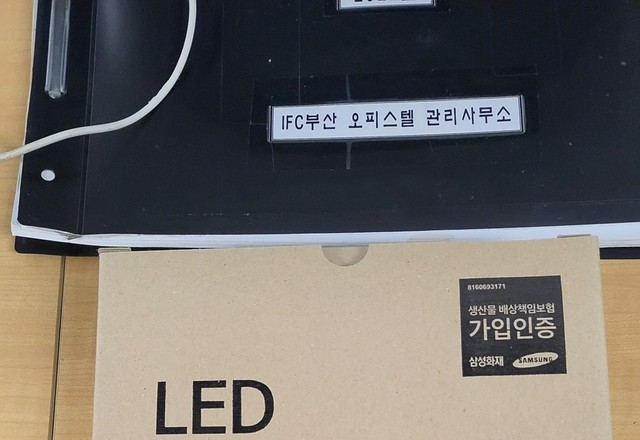 IFC부산 오피스텔 관리사무소
8160693171
생산물 배상책임보험
가입인증
삼성화재 SAMSUNG
LED